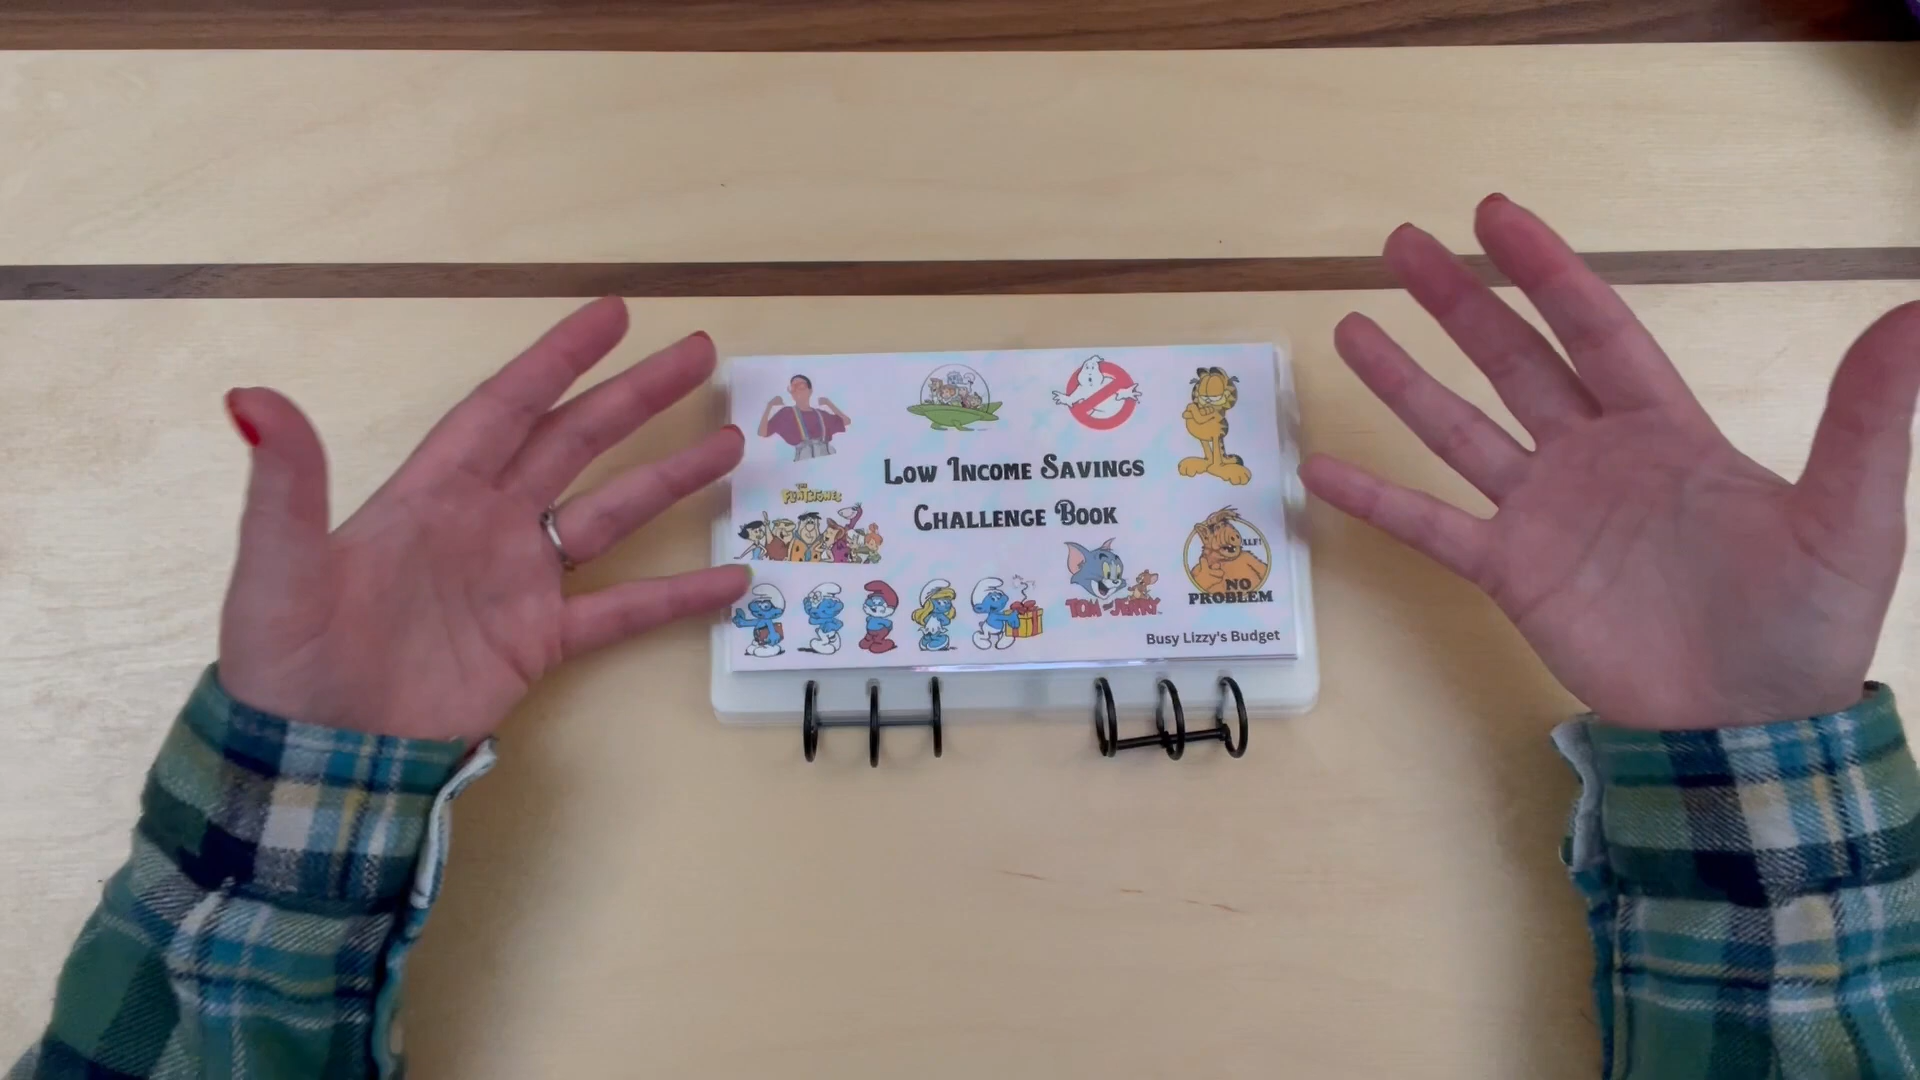 THE
FLINTSTONES
LOW INCOME SAVINGS
CHALLENGE BOOK
ALF!
NO
PROBLEM
TOM and JERRY
Busy Lizzy's Budget